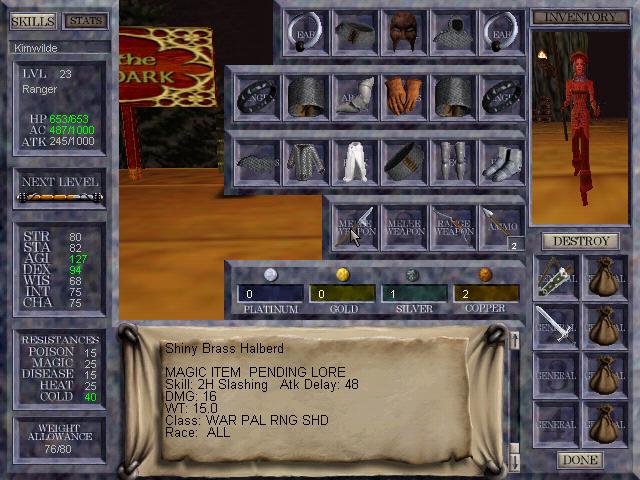 SKILLS STATS
Kimwilde
LVL 23
Ranger
HP 653/653
AC 487/1000
ATK 245/1000
NEXT LEVEL
STR 80
STA 82
AGI 127
DEX 94
WIS 68
INT 75
CHA 75
RESISTANCES
POISON 15
MAGIC 25
DISEASE 15
HEAT 25
COLD 40
WEIGHT
ALLOWANCE
76/80
the
DARK
EAR EAR
MELEE WEAPON MELEE WEAPON RANGE WEAPON AMMO
2
0 0 1 2
PLATINUM GOLD SILVER COPPER
Shiny Brass Halberd
MAGIC ITEM PENDING LORE
Skill: 2H Slashing Atk Delay: 48
DMG: 16
WT: 15.0
Class: WAR PAL RNG SHD
Race: ALL
INVENTORY
DESTROY
GENERAL
GENERAL
GENERAL
GENERAL
DONE